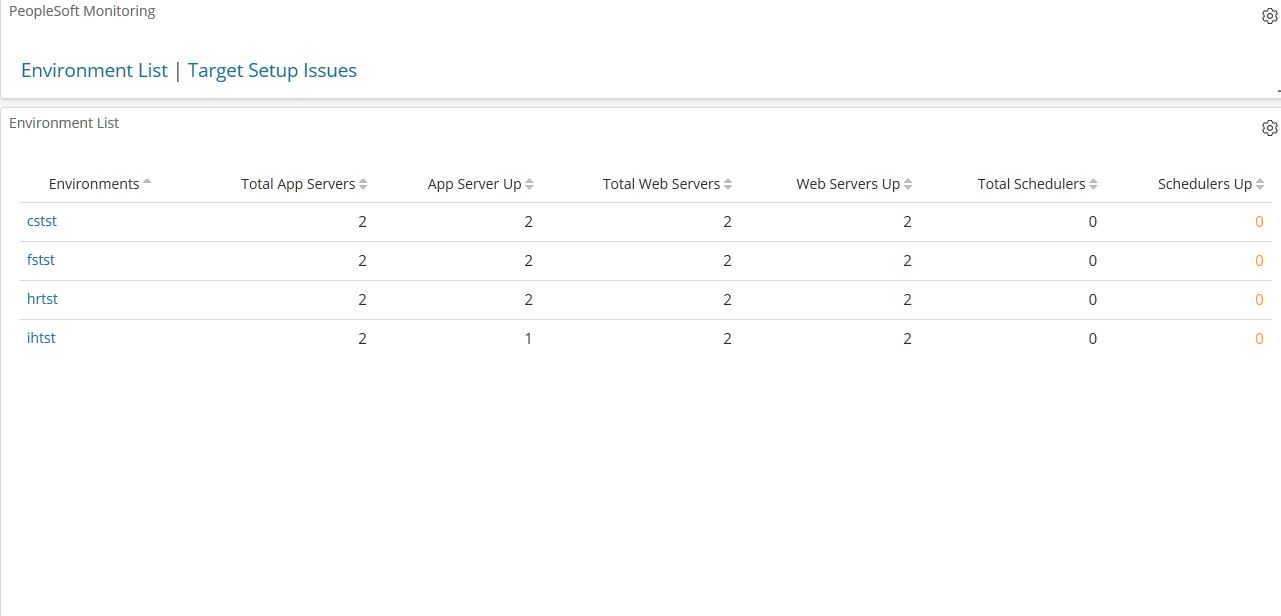 PeopleSoft Monitoring
Environment List | Target Setup Issues
Environment List
Environments Total App Servers App Server Up Total Web Servers Web Servers Up Total Schedulers Schedulers Up
cstst 2 2 2 2 0 0
fstst 2 2 2 2 0 0
hrtst 2 2 2 2 0 0
ihtst 2 1 2 2 0 0